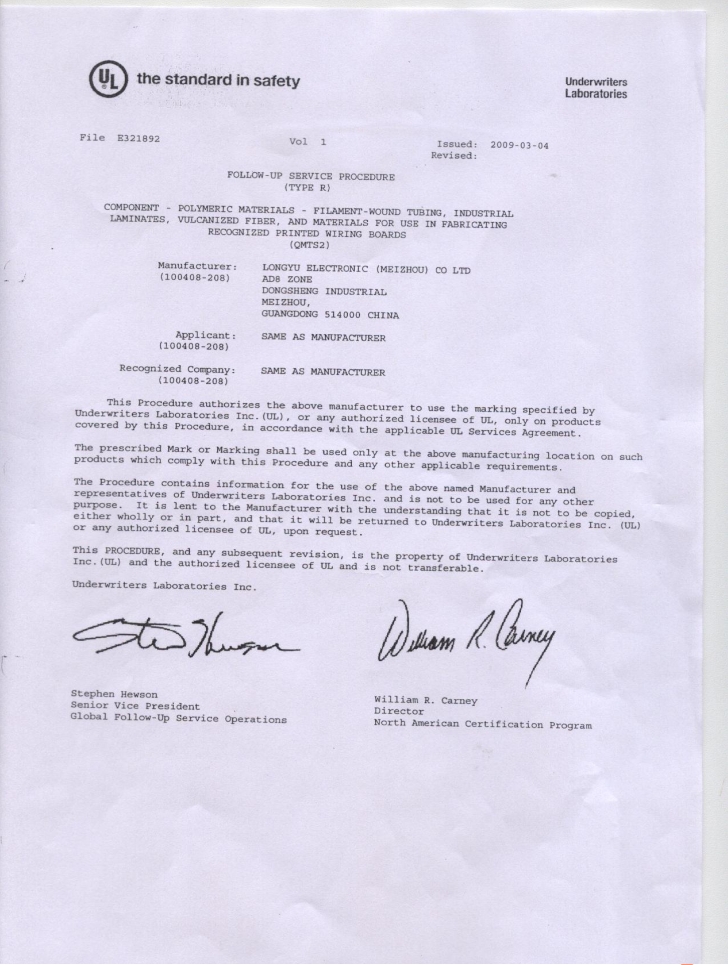 UL the standard in safety
Underwriters
Laboratories
File E321892 Vol 1 Issued: 2009-03-04
Revised:
FOLLOW-UP SERVICE PROCEDURE
(TYPE R)
COMPONENT - POLYMERIC MATERIALS - FILAMENT-WOUND TUBING, INDUSTRIAL
LAMINATES, VULCANIZED FIBER, AND MATERIALS FOR USE IN FABRICATING
RECOGNIZED PRINTED WIRING BOARDS
(QMTS2)
Manufacturer: LONGYU ELECTRONIC (MEIZHOU) CO LTD
(100408-208) AD8 ZONE
DONGSHENG INDUSTRIAL
MEIZHOU,
GUANGDONG 514000 CHINA
Applicant: SAME AS MANUFACTURER
(100408-208)
Recognized Company: SAME AS MANUFACTURER
(100408-208)
This Procedure authorizes the above manufacturer to use the marking specified by
Underwriters Laboratories Inc.(UL), or any authorized licensee of UL, only on products
covered by this Procedure, in accordance with the applicable UL Services Agreement.
The prescribed Mark or Marking shall be used only at the above manufacturing location on such
products which comply with this Procedure and any other applicable requirements.
The Procedure contains information for the use of the above named Manufacturer and
representatives of Underwriters Laboratories Inc. and is not to be used for any other
purpose. It is lent to the Manufacturer with the understanding that it is not to be copied,
either wholly or in part, and that it will be returned to Underwriters Laboratories Inc. (UL)
or any authorized licensee of UL, upon request.
This PROCEDURE, and any subsequent revision, is the property of Underwriters Laboratories
Inc.(UL) and the authorized licensee of UL and is not transferable.
Underwriters Laboratories Inc.
William R. Carney
Stephen Hewson
Senior Vice President
Global Follow-Up Service Operations
William R. Carney
Director
North American Certification Program